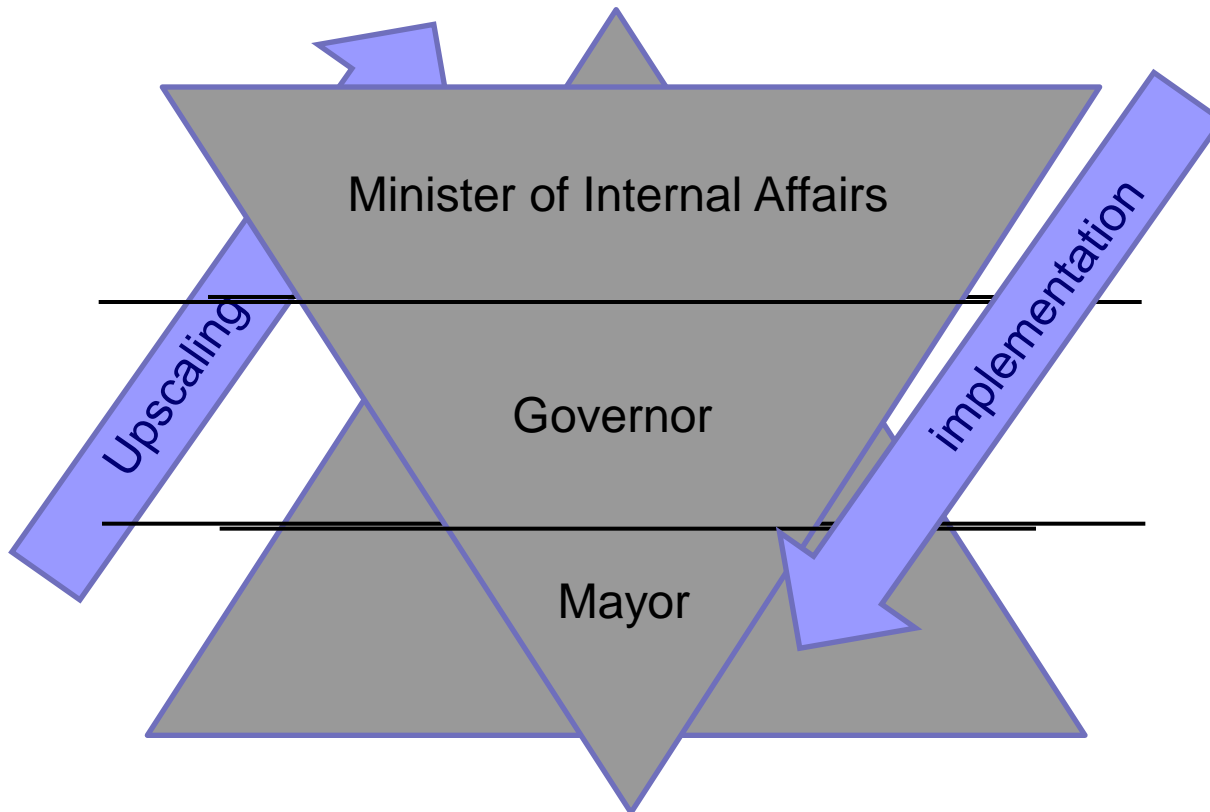 Minister of Internal Affairs
Upscaling
implementation
Governor
Mayor